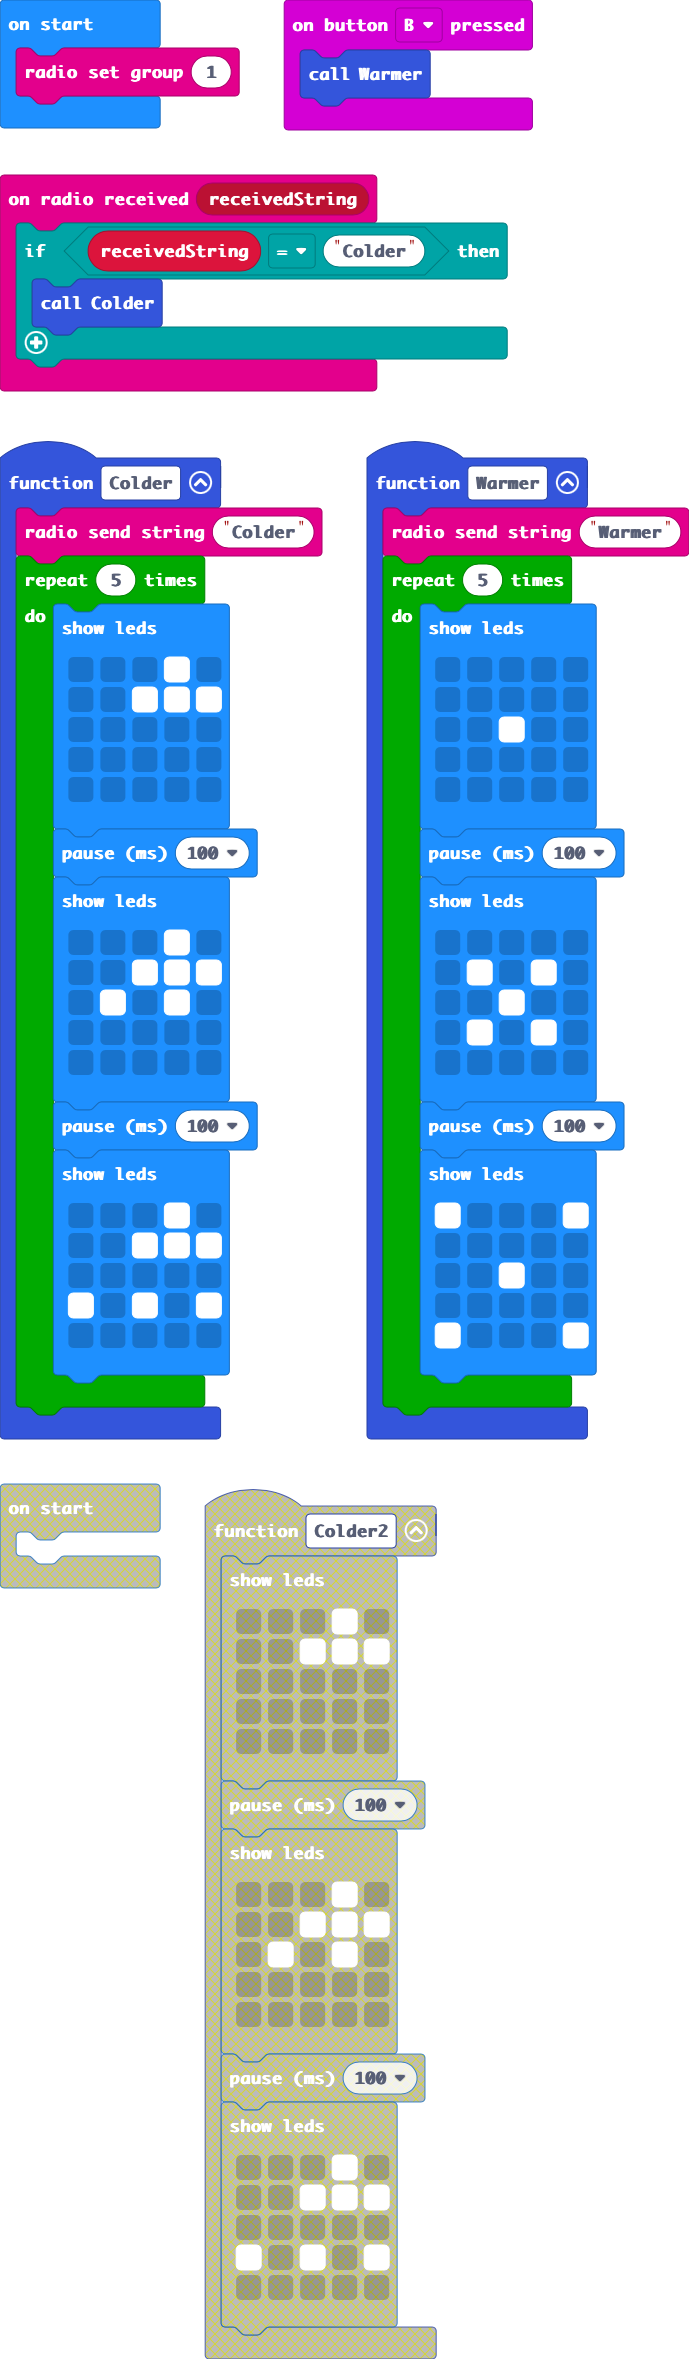 on start
radio set group 1
on button B pressed
call Warmer
on radio received receivedString
if receivedString = "Colder" then
call Colder
function Colder
radio send string "Colder"
repeat 5 times
do
show leds
pause (ms) 100
show leds
pause (ms) 100
show leds
function Warmer
radio send string "Warmer"
repeat 5 times
do
show leds
pause (ms) 100
show leds
pause (ms) 100
show leds
on start
function Colder2
show leds
pause (ms) 100
show leds
pause (ms) 100
show leds